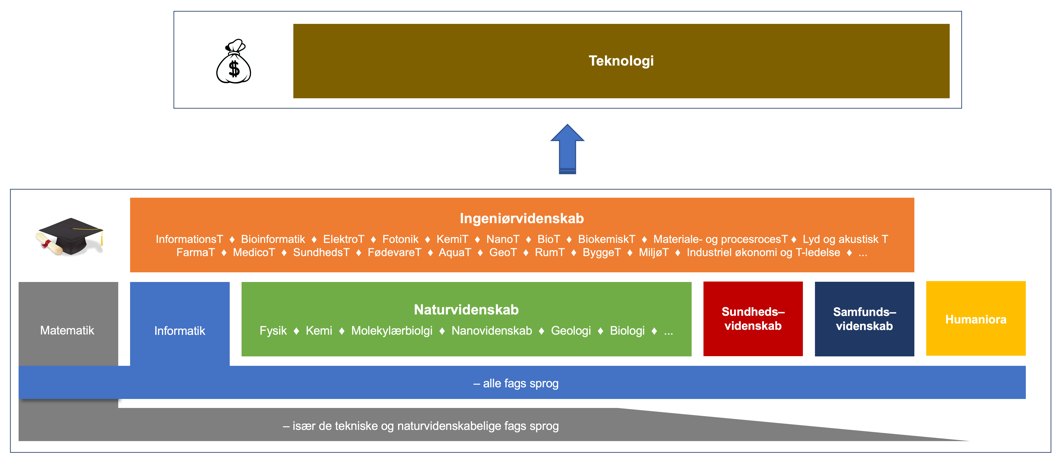 $
Teknologi
Ingeniørvidenskab
InformationsT ♦ Bioinformatik ♦ ElektroT ♦ Fotonik ♦ KemiT ♦ NanoT ♦ BioT ♦ BiokemiskT ♦ Materiale- og procesrocesT ♦ Lyd og akustisk T
FarmaT ♦ MedicoT ♦ SundhedsT ♦ FødevareT ♦ AquaT ♦ GeoT ♦ RumT ♦ ByggeT ♦ MiljøT ♦ Industriel økonomi og T-ledelse ♦ ...
Matematik
Informatik
Naturvidenskab
Fysik ♦ Kemi ♦ Molekylærbiolgi ♦ Nanovidenskab ♦ Geologi ♦ Biologi ♦ ...
Sundheds–
videnskab
Samfunds–
videnskab
Humaniora
– alle fags sprog
– især de tekniske og naturvidenskabelige fags sprog